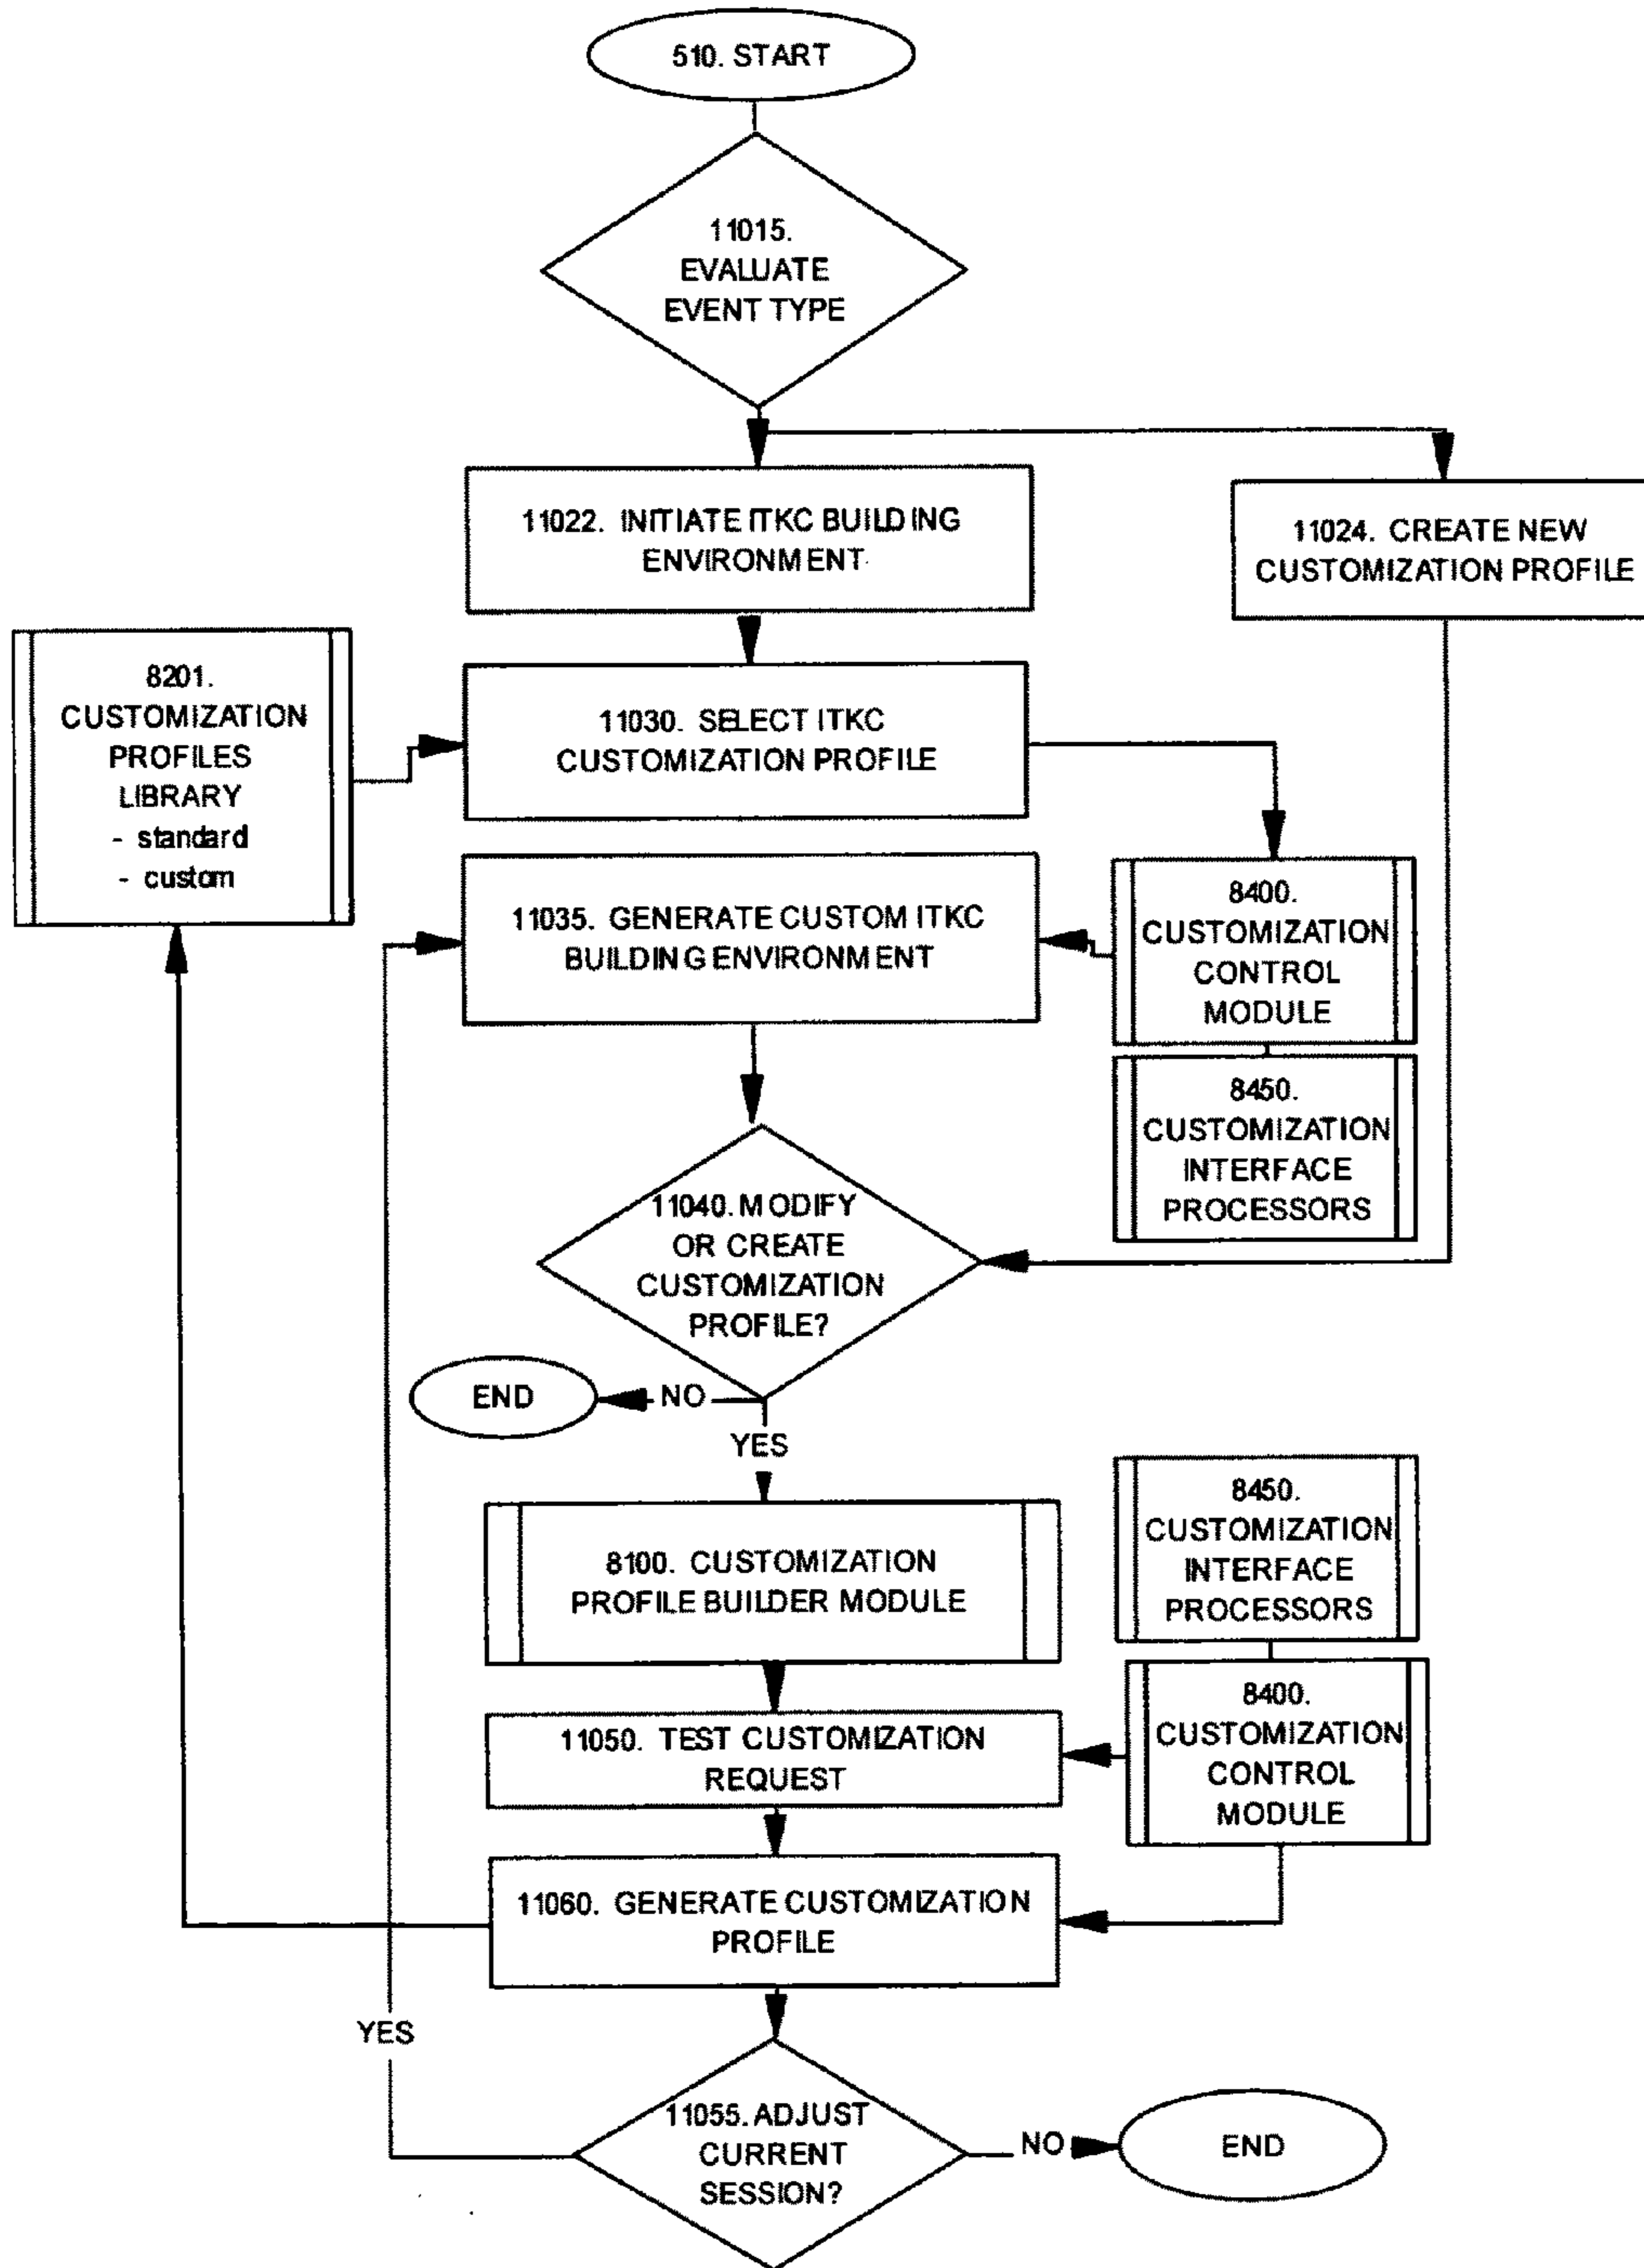 510. START
11015.
EVALUATE
EVENT TYPE
11022. INITIATE ITKC BUILDING
ENVIRONMENT
11024. CREATE NEW
CUSTOMIZATION PROFILE
8201.
CUSTOMIZATION
PROFILES
LIBRARY
- standard
- custom
11030. SELECT ITKC
CUSTOMIZATION PROFILE
11035. GENERATE CUSTOM ITKC
BUILDING ENVIRONMENT
8400.
CUSTOMIZATION
CONTROL
MODULE
8450.
CUSTOMIZATION
INTERFACE
PROCESSORS
11040. MODIFY
OR CREATE
CUSTOMIZATION
PROFILE?
END
NO
YES
8100. CUSTOMIZATION
PROFILE BUILDER MODULE
8450.
CUSTOMIZATION
INTERFACE
PROCESSORS
11050. TEST CUSTOMIZATION
REQUEST
8400.
CUSTOMIZATION
CONTROL
MODULE
11060. GENERATE CUSTOMIZATION
PROFILE
YES
11055. ADJUST
CURRENT
SESSION?
NO
END